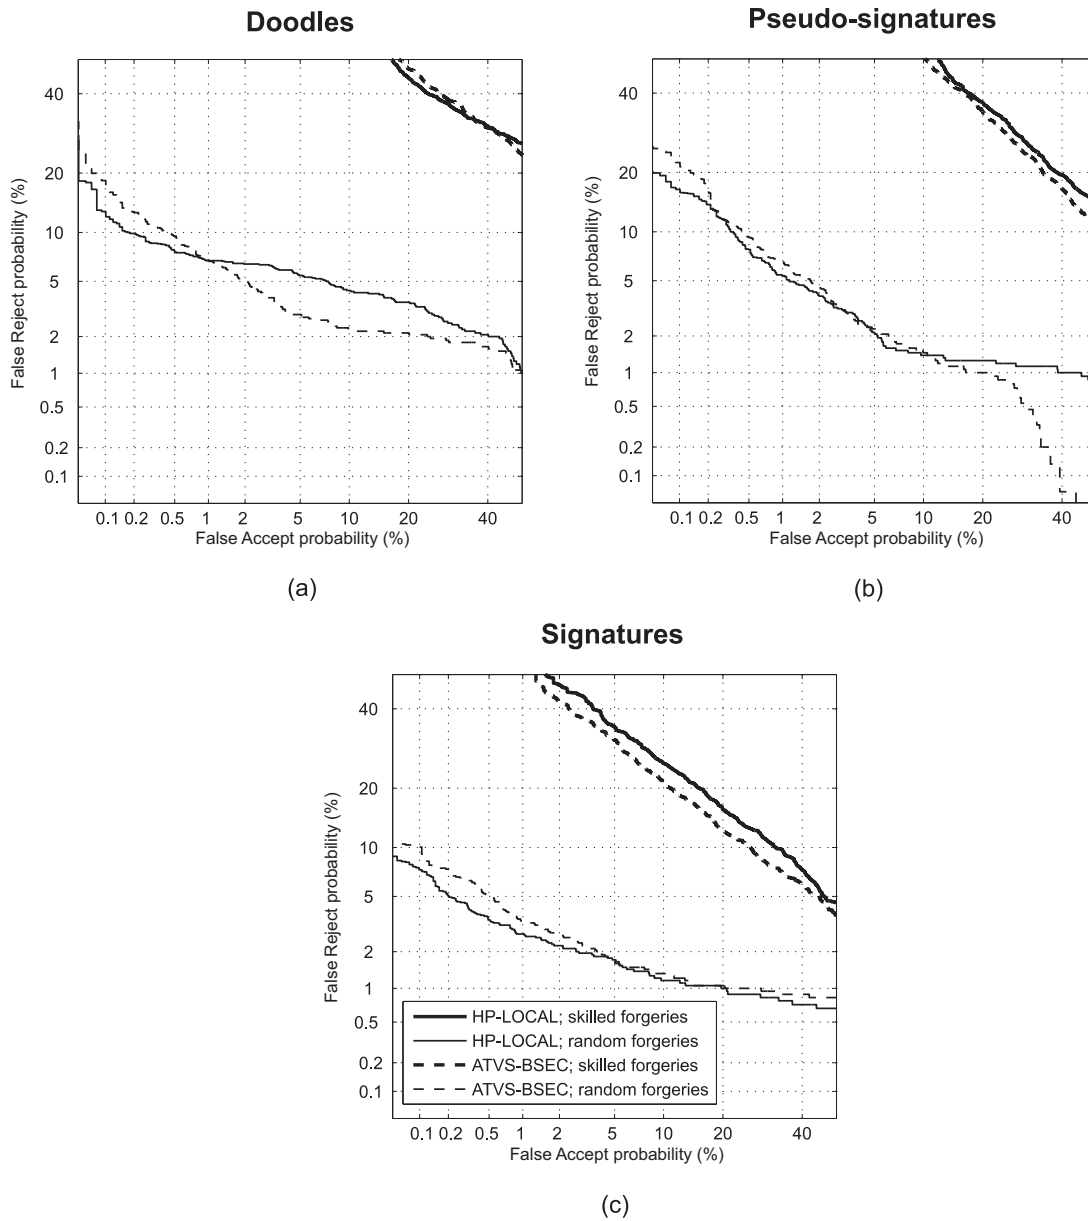 Doodles
40
20
10
5
2
1
0.5
0.2
0.1
False Reject probability (%)
0.1 0.2 0.5 1 2 5 10 20 40
False Accept probability (%)
(a)
Pseudo-signatures
40
20
10
5
2
1
0.5
0.2
0.1
False Reject probability (%)
0.1 0.2 0.5 1 2 5 10 20 40
False Accept probability (%)
(b)
Signatures
40
20
10
5
2
1
0.5
0.2
0.1
False Reject probability (%)
HP-LOCAL; skilled forgeries
HP-LOCAL; random forgeries
ATVS-BSEC; skilled forgeries
ATVS-BSEC; random forgeries
0.1 0.2 0.5 1 2 5 10 20 40
False Accept probability (%)
(c)